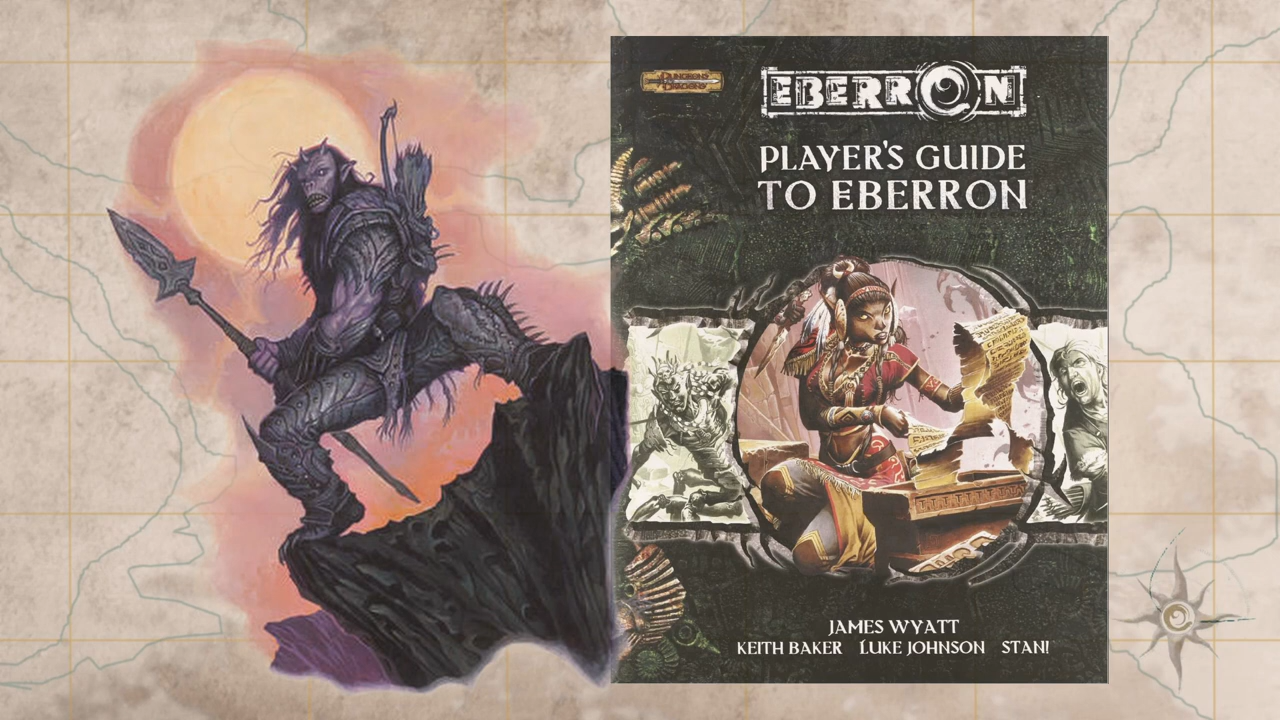 DUNGEONS & DRAGONS
EBERRON
PLAYER'S GUIDE
TO EBERRON
JAMES WYATT
KEITH BAKER LUKE JOHNSON STAN!